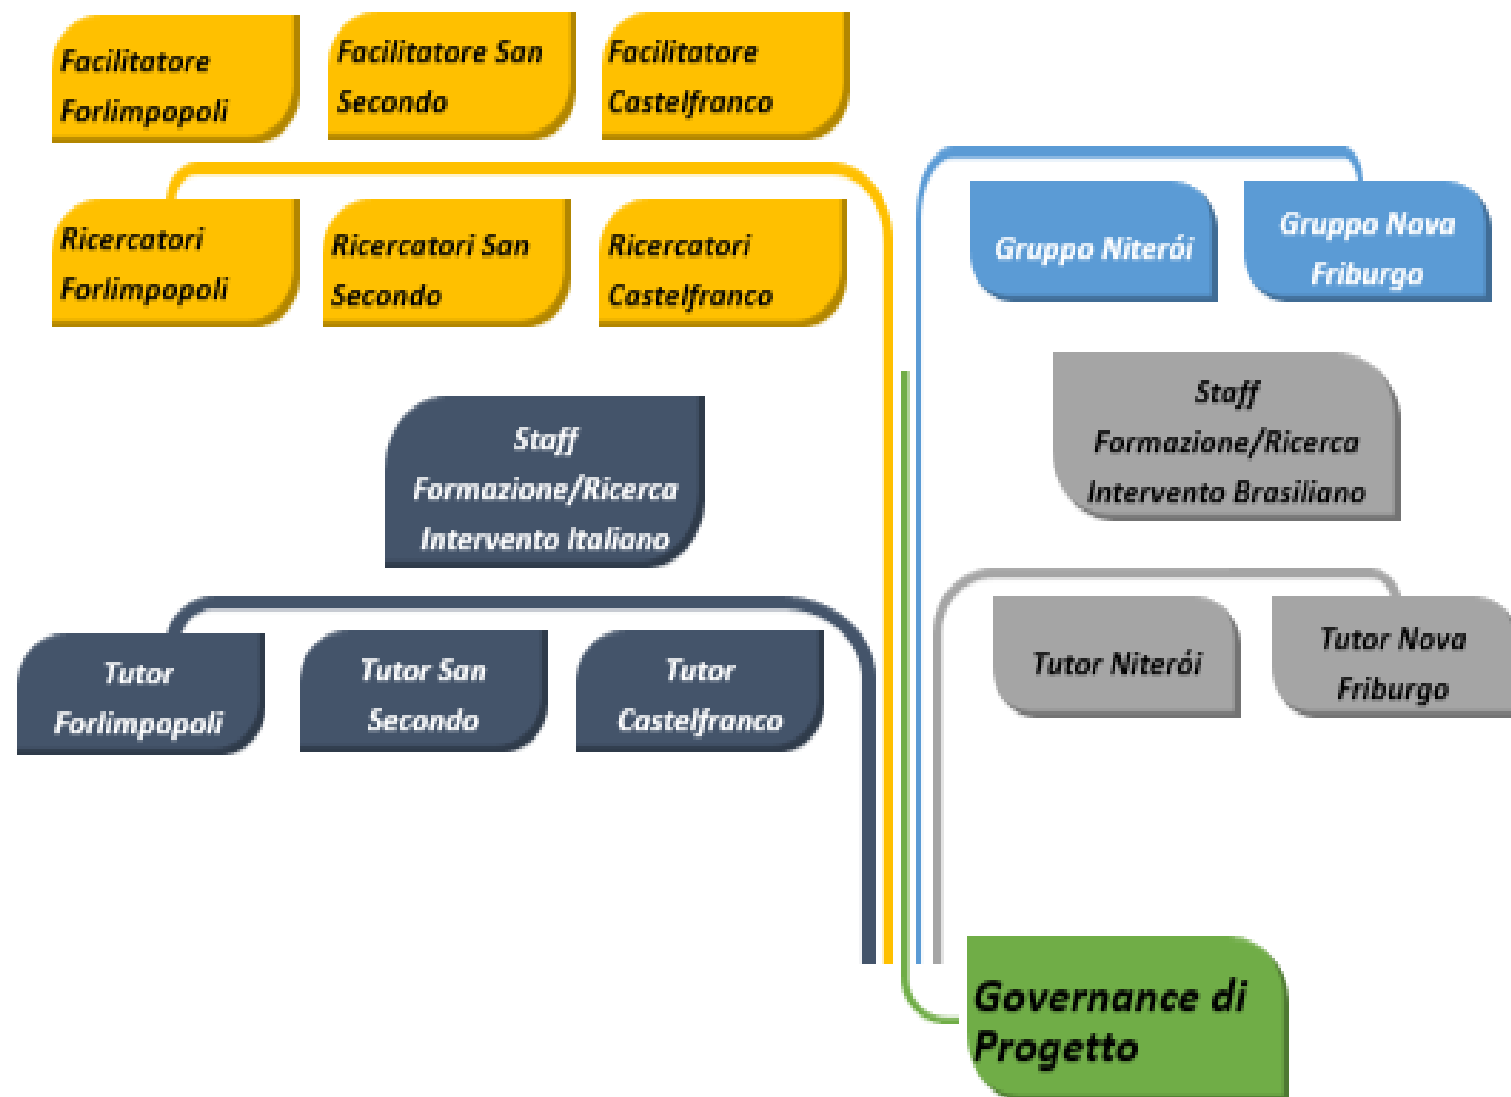 Facilitatore
Forlimpopoli
Facilitatore San
Secondo
Facilitatore
Castelfranco
Ricercatori
Forlimpopoli
Ricercatori San
Secondo
Ricercatori
Castelfranco
Gruppo Niterói
Gruppo Nova
Friburgo
Staff
Formazione/Ricerca
Intervento Italiano
Staff
Formazione/Ricerca
Intervento Brasiliano
Tutor
Forlimpopoli
Tutor San
Secondo
Tutor
Castelfranco
Tutor Niterói
Tutor Nova
Friburgo
Governance di
Progetto